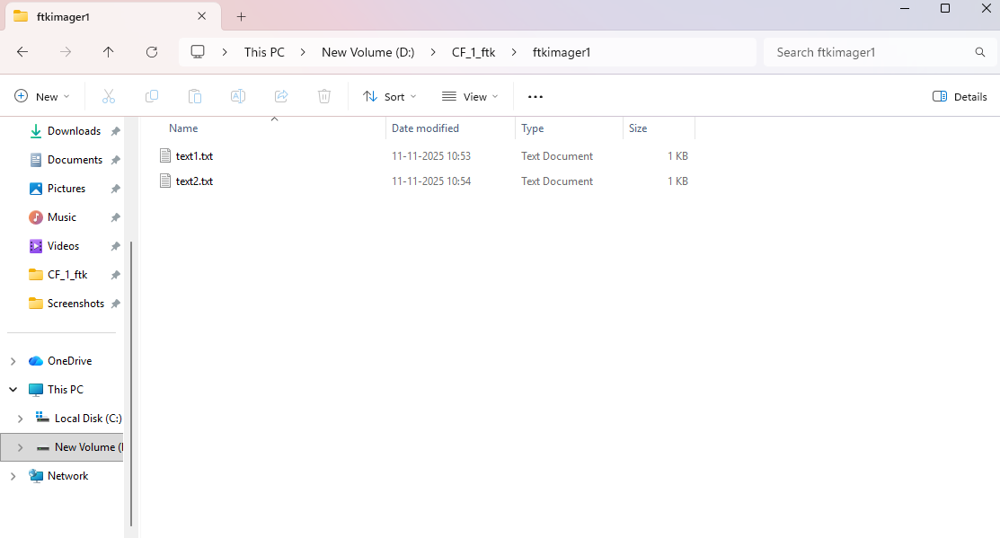 ftkimager1
This PC New Volume (D:) CF_1_ftk ftkimager1 Search ftkimager1
New Sort View Details
Name Date modified Type Size
text1.txt 11-11-2025 10:53 Text Document 1 KB
text2.txt 11-11-2025 10:54 Text Document 1 KB
Downloads
Documents
Pictures
Music
Videos
CF_1_ftk
Screenshots
OneDrive
This PC
Local Disk (C:)
New Volume (
Network